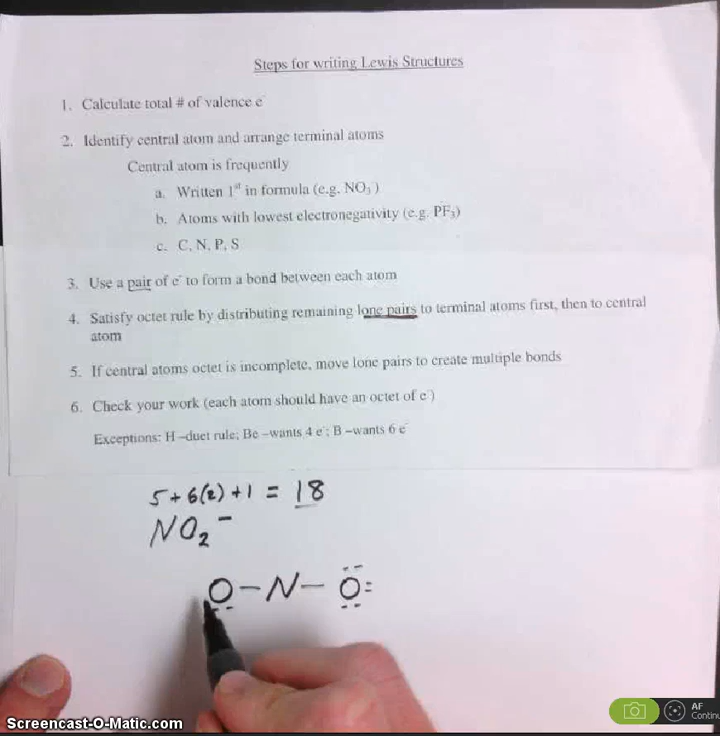 Steps for writing Lewis Structures
1. Calculate total # of valence e⁻
2. Identify central atom and arrange terminal atoms
Central atom is frequently
a. Written 1ˢᵗ in formula (e.g. NO₃)
b. Atoms with lowest electronegativity (e.g. PF₃)
c. C, N, P, S
3. Use a pair of e⁻ to form a bond between each atom
4. Satisfy octet rule by distributing remaining lone pairs to terminal atoms first, then to central
atom
5. If central atoms octet is incomplete, move lone pairs to create multiple bonds
6. Check your work (each atom should have an octet of e⁻)
Exceptions: H –duet rule; Be –wants 4 e⁻; B –wants 6 e⁻
5 + 6(2) + 1 = 18
NO₂⁻
O – N – O
Screencast-O-Matic.com
AF
Continu